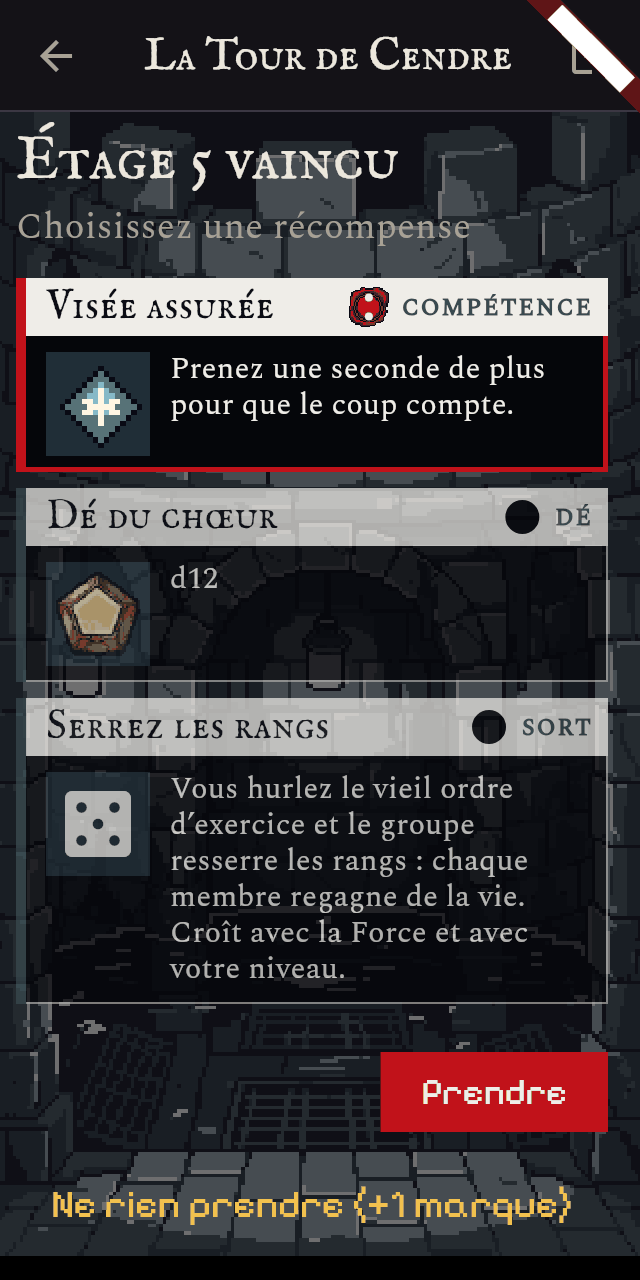 La Tour de Cendre
Étage 5 vaincu
Choisissez une récompense
Visée assurée
COMPÉTENCE
Prenez une seconde de plus
pour que le coup compte.
Dé du chœur
DÉ
d12
Serrez les rangs
SORT
Vous hurlez le vieil ordre
d’exercice et le groupe
resserre les rangs : chaque
membre regagne de la vie.
Croît avec la Force et avec
votre niveau.
Prendre
Ne rien prendre (+1 marque)